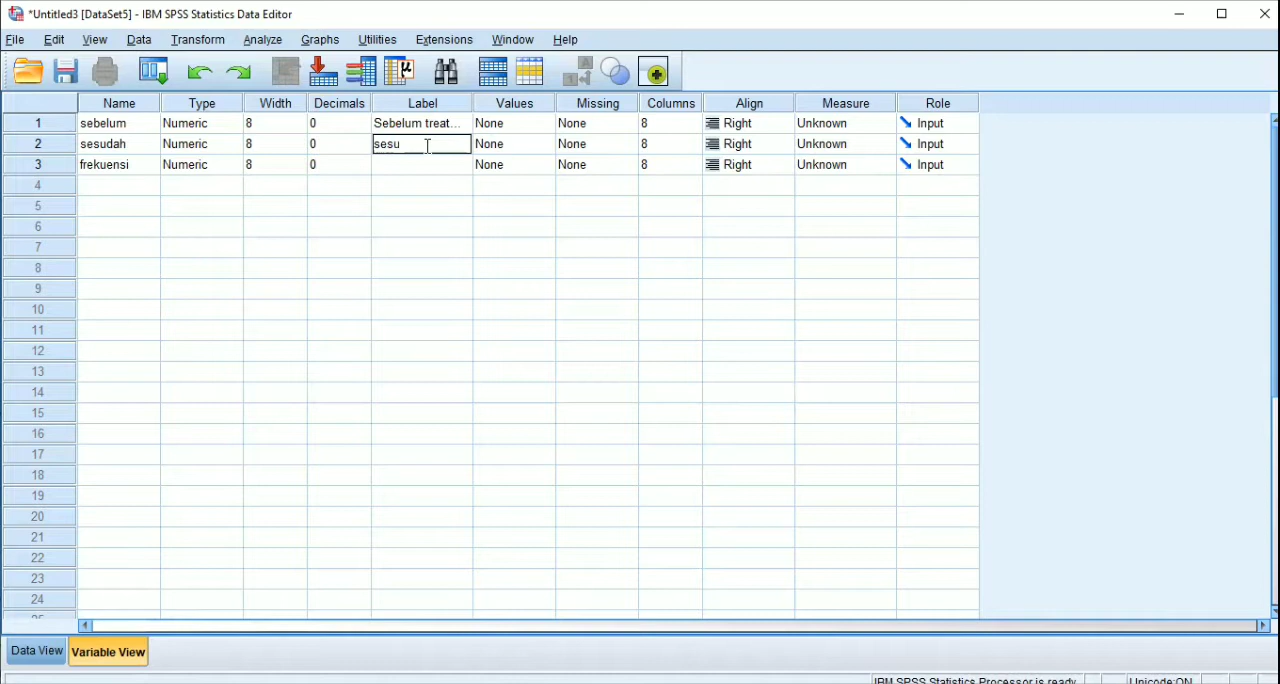 *Untitled3 [DataSet5] - IBM SPSS Statistics Data Editor
File Edit View Data Transform Analyze Graphs Utilities Extensions Window Help
Name Type Width Decimals Label Values Missing Columns Align Measure Role
1 sebelum Numeric 8 0 Sebelum treat... None None 8 Right Unknown Input
2 sesudah Numeric 8 0 sesu None None 8 Right Unknown Input
3 frekuensi Numeric 8 0 None None 8 Right Unknown Input
4
5
6
7
8
9
10
11
12
13
14
15
16
17
18
19
20
21
22
23
24
25
Data View Variable View
IBM SPSS Statistics Processor is ready Unicode:ON